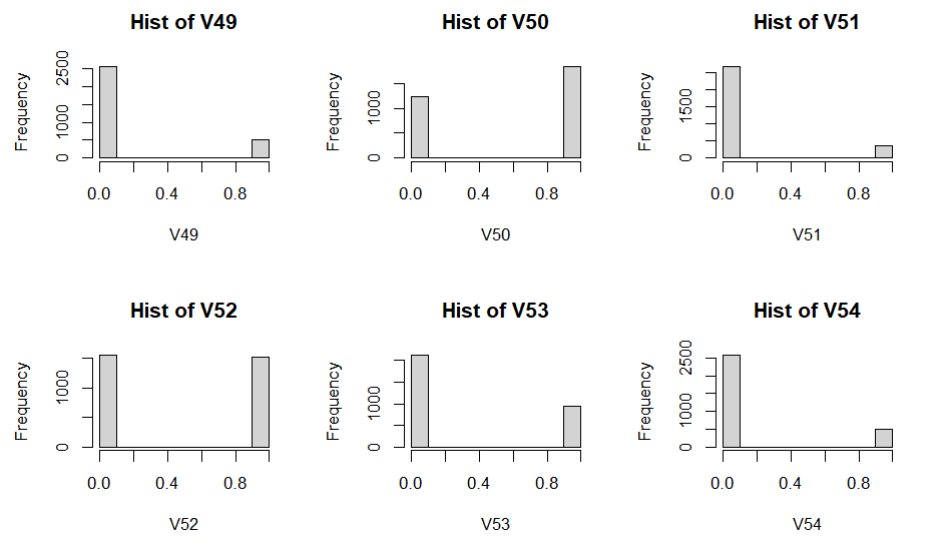 Hist of V49
Frequency
0 1000 2500
0.0 0.4 0.8
V49
Hist of V50
Frequency
0 1000
0.0 0.4 0.8
V50
Hist of V51
Frequency
0 1500
0.0 0.4 0.8
V51
Hist of V52
Frequency
0 1000
0.0 0.4 0.8
V52
Hist of V53
Frequency
0 1000
0.0 0.4 0.8
V53
Hist of V54
Frequency
0 1000 2500
0.0 0.4 0.8
V54